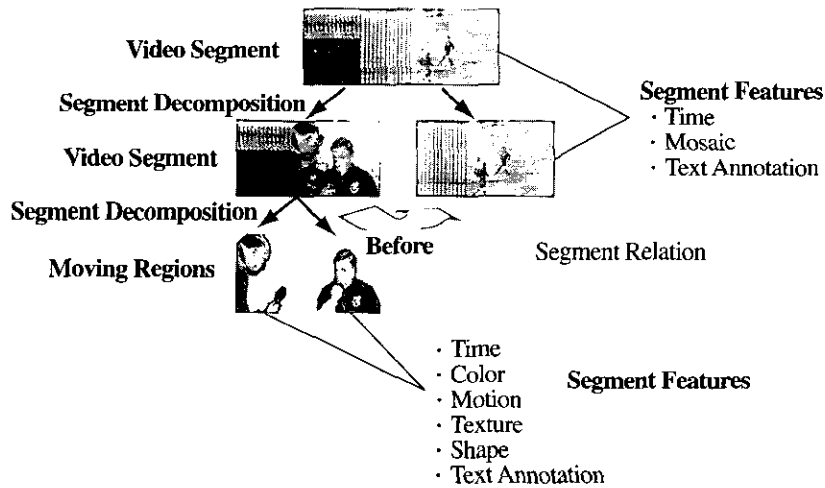 Video Segment
Segment Decomposition
Segment Features
· Time
· Mosaic
· Text Annotation
Video Segment
Segment Decomposition
Before
Segment Relation
Moving Regions
· Time
· Color
· Motion
· Texture
· Shape
· Text Annotation
Segment Features